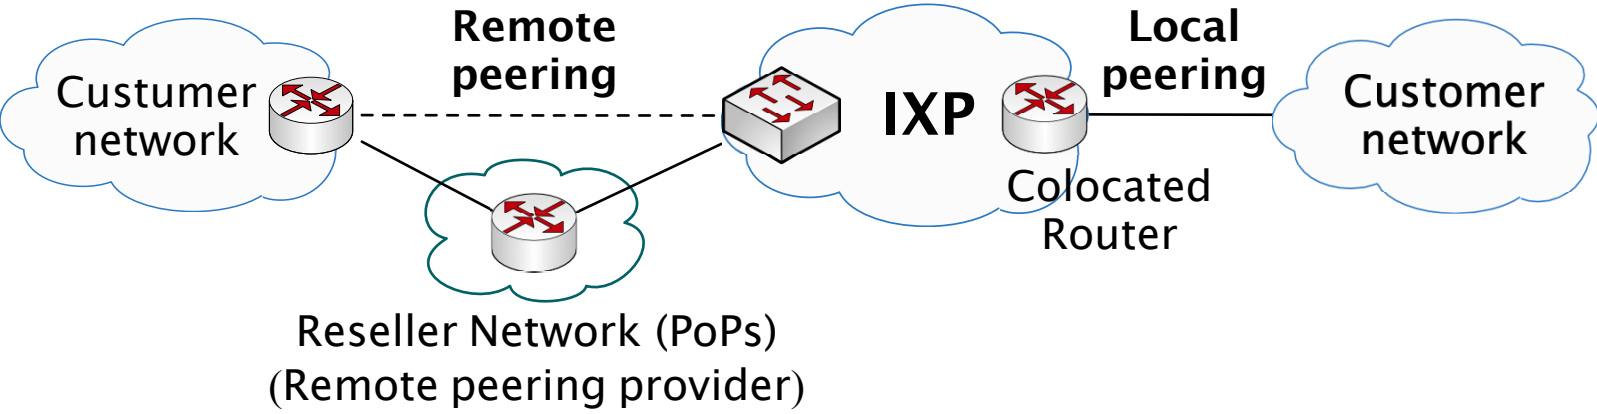 Remote
peering
Local
peering
Custumer
network
IXP
Customer
network
Colocated
Router
Reseller Network (PoPs)
(Remote peering provider)